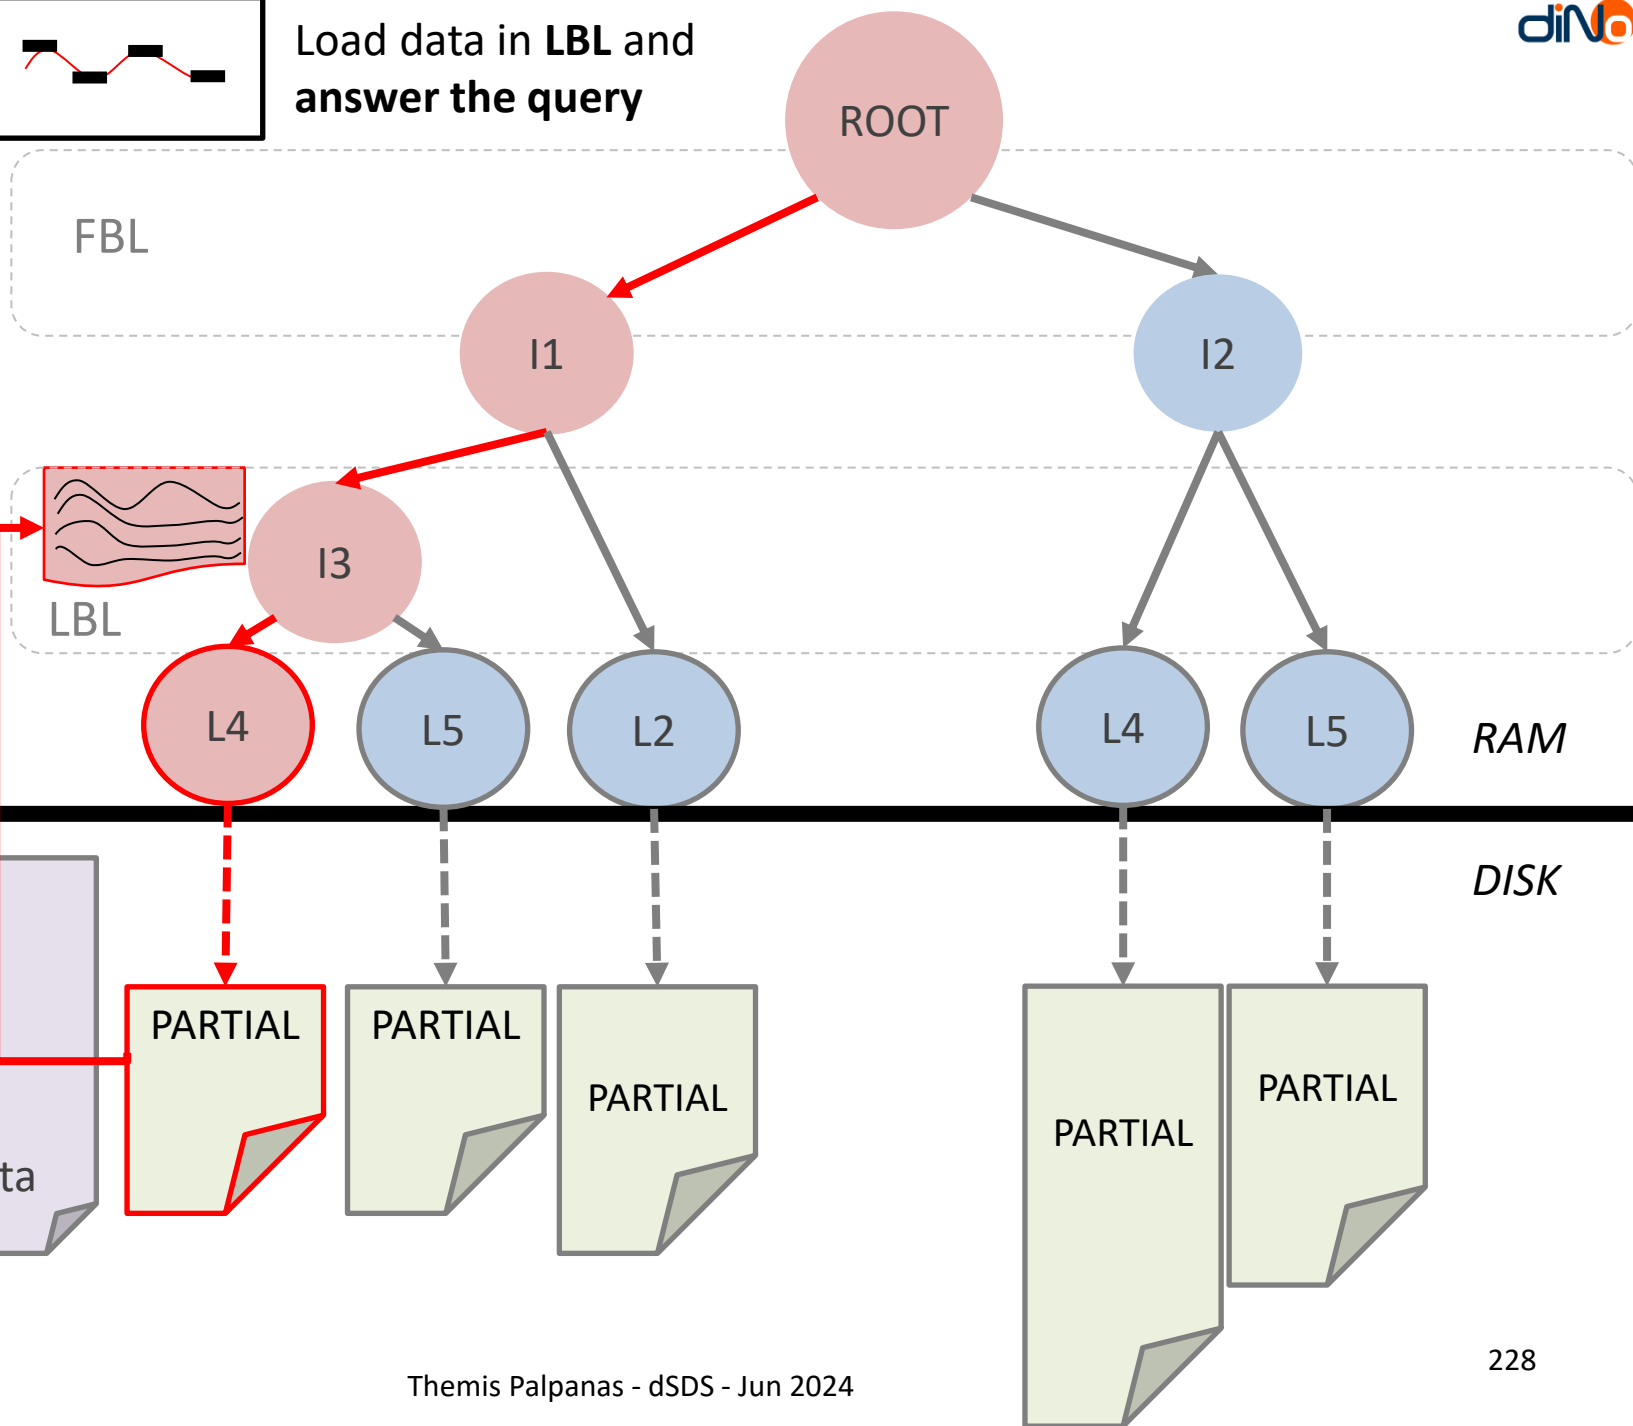 Load data in LBL and
answer the query
diNo
ROOT
FBL
I1
I2
I3
LBL
L4
L5
L2
L4
L5
RAM
DISK
PARTIAL
PARTIAL
PARTIAL
PARTIAL
PARTIAL
ta
228
Themis Palpanas - dSDS - Jun 2024